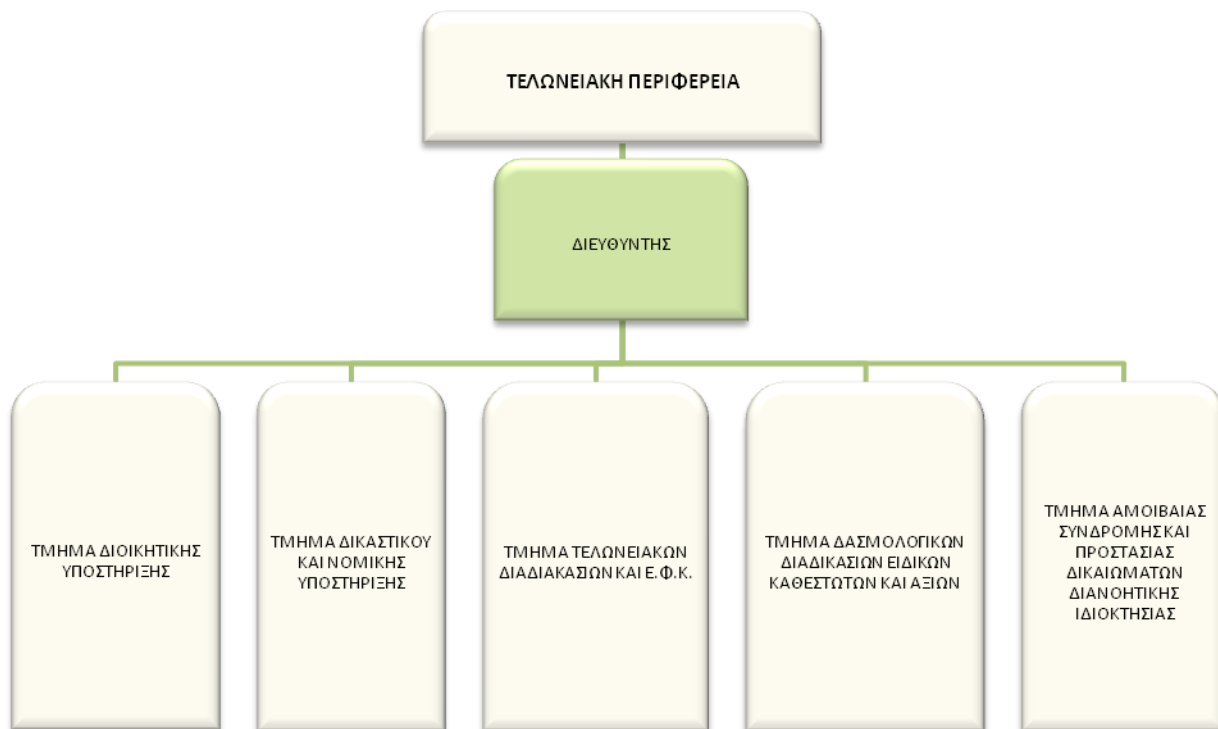 ΤΕΛΩΝΕΙΑΚΗ ΠΕΡΙΦΕΡΕΙΑ
ΔΙΕΥΘΥΝΤΗΣ
ΤΜΗΜΑ ΔΙΟΙΚΗΤΙΚΗΣ
ΥΠΟΣΤΗΡΙΞΗΣ
ΤΜΗΜΑ ΔΙΚΑΣΤΙΚΟΥ
ΚΑΙ ΝΟΜΙΚΗΣ
ΥΠΟΣΤΗΡΙΞΗΣ
ΤΜΗΜΑ ΤΕΛΩΝΕΙΑΚΩΝ
ΔΙΑΔΙΑΚΑΣΙΩΝ ΚΑΙ Ε.Φ.Κ.
ΤΜΗΜΑ ΔΑΣΜΟΛΟΓΙΚΩΝ
ΔΙΑΔΙΚΑΣΙΩΝ ΕΙΔΙΚΩΝ
ΚΑΘΕΣΤΩΤΩΝ ΚΑΙ ΑΞΙΩΝ
ΤΜΗΜΑ ΑΜΟΙΒΑΙΑΣ
ΣΥΝΔΡΟΜΗΣ ΚΑΙ
ΠΡΟΣΤΑΣΙΑΣ
ΔΙΚΑΙΩΜΑΤΩΝ
ΔΙΑΝΟΗΤΙΚΗΣ
ΙΔΙΟΚΤΗΣΙΑΣ